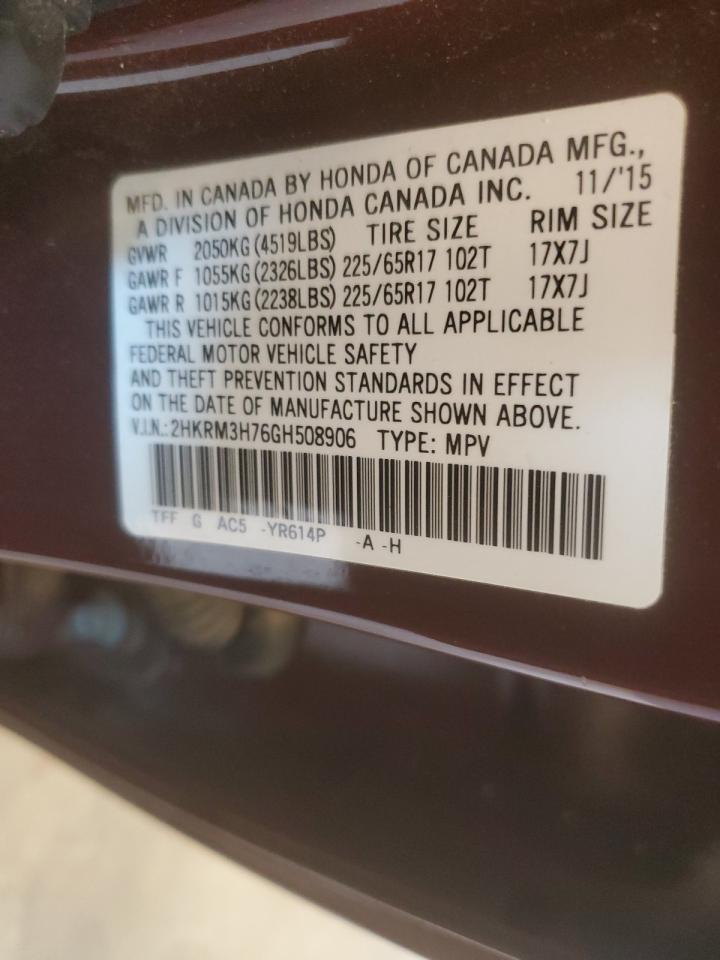 MFD. IN CANADA BY HONDA OF CANADA MFG.,
A DIVISION OF HONDA CANADA INC. 11/'15
GVWR 2050KG (4519LBS) TIRE SIZE RIM SIZE
GAWR F 1055KG (2326LBS) 225/65R17 102T 17X7J
GAWR R 1015KG (2238LBS) 225/65R17 102T 17X7J
THIS VEHICLE CONFORMS TO ALL APPLICABLE
FEDERAL MOTOR VEHICLE SAFETY
AND THEFT PREVENTION STANDARDS IN EFFECT
ON THE DATE OF MANUFACTURE SHOWN ABOVE.
V.I.N.: 2HKRM3H76GH508906 TYPE: MPV
TFF G AC5 -YR614P -A -H